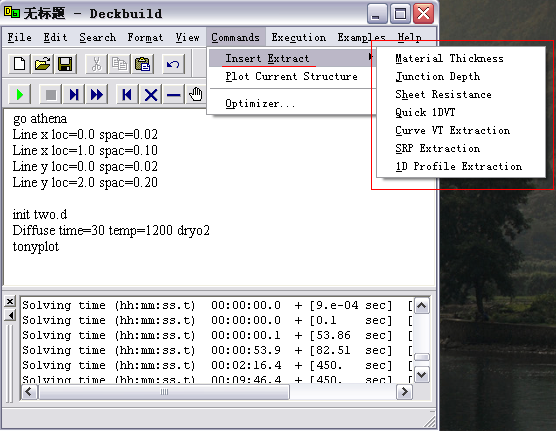 无标题 - Deckbuild
File Edit Search Format View Commands Execution Examples Help
Insert Extract
Plot Current Structure
Optimizer...
Material Thickness
Junction Depth
Sheet Resistance
Quick 1DVT
Curve VT Extraction
SRP Extraction
1D Profile Extraction
go athena
Line x loc=0.0 spac=0.02
Line x loc=1.0 spac=0.10
Line y loc=0.0 spac=0.02
Line y loc=2.0 spac=0.20
init two.d
Diffuse time=30 temp=1200 dryo2
tonyplot
Solving time (hh:mm:ss.t) 00:00:00.0 + [9.e-04 sec] [
Solving time (hh:mm:ss.t) 00:00:00.0 + [0.1 sec] [
Solving time (hh:mm:ss.t) 00:00:00.1 + [53.86 sec] [
Solving time (hh:mm:ss.t) 00:00:53.9 + [82.51 sec] [
Solving time (hh:mm:ss.t) 00:02:16.4 + [450. sec] [
Solving time (hh:mm:ss.t) 00:09:46.4 + [450. sec] [